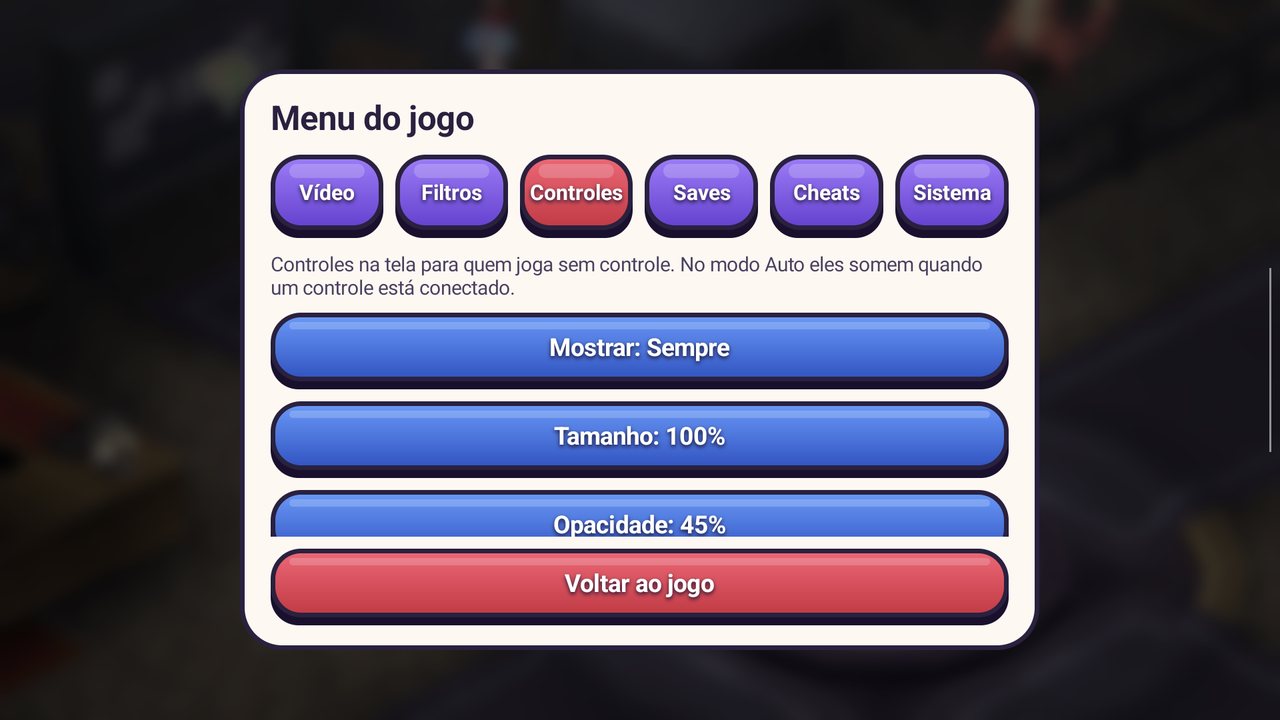 Menu do jogo
Vídeo
Filtros
Controles
Saves
Cheats
Sistema
Controles na tela para quem joga sem controle. No modo Auto eles somem quando
um controle está conectado.
Mostrar: Sempre
Tamanho: 100%
Opacidade: 45%
Voltar ao jogo